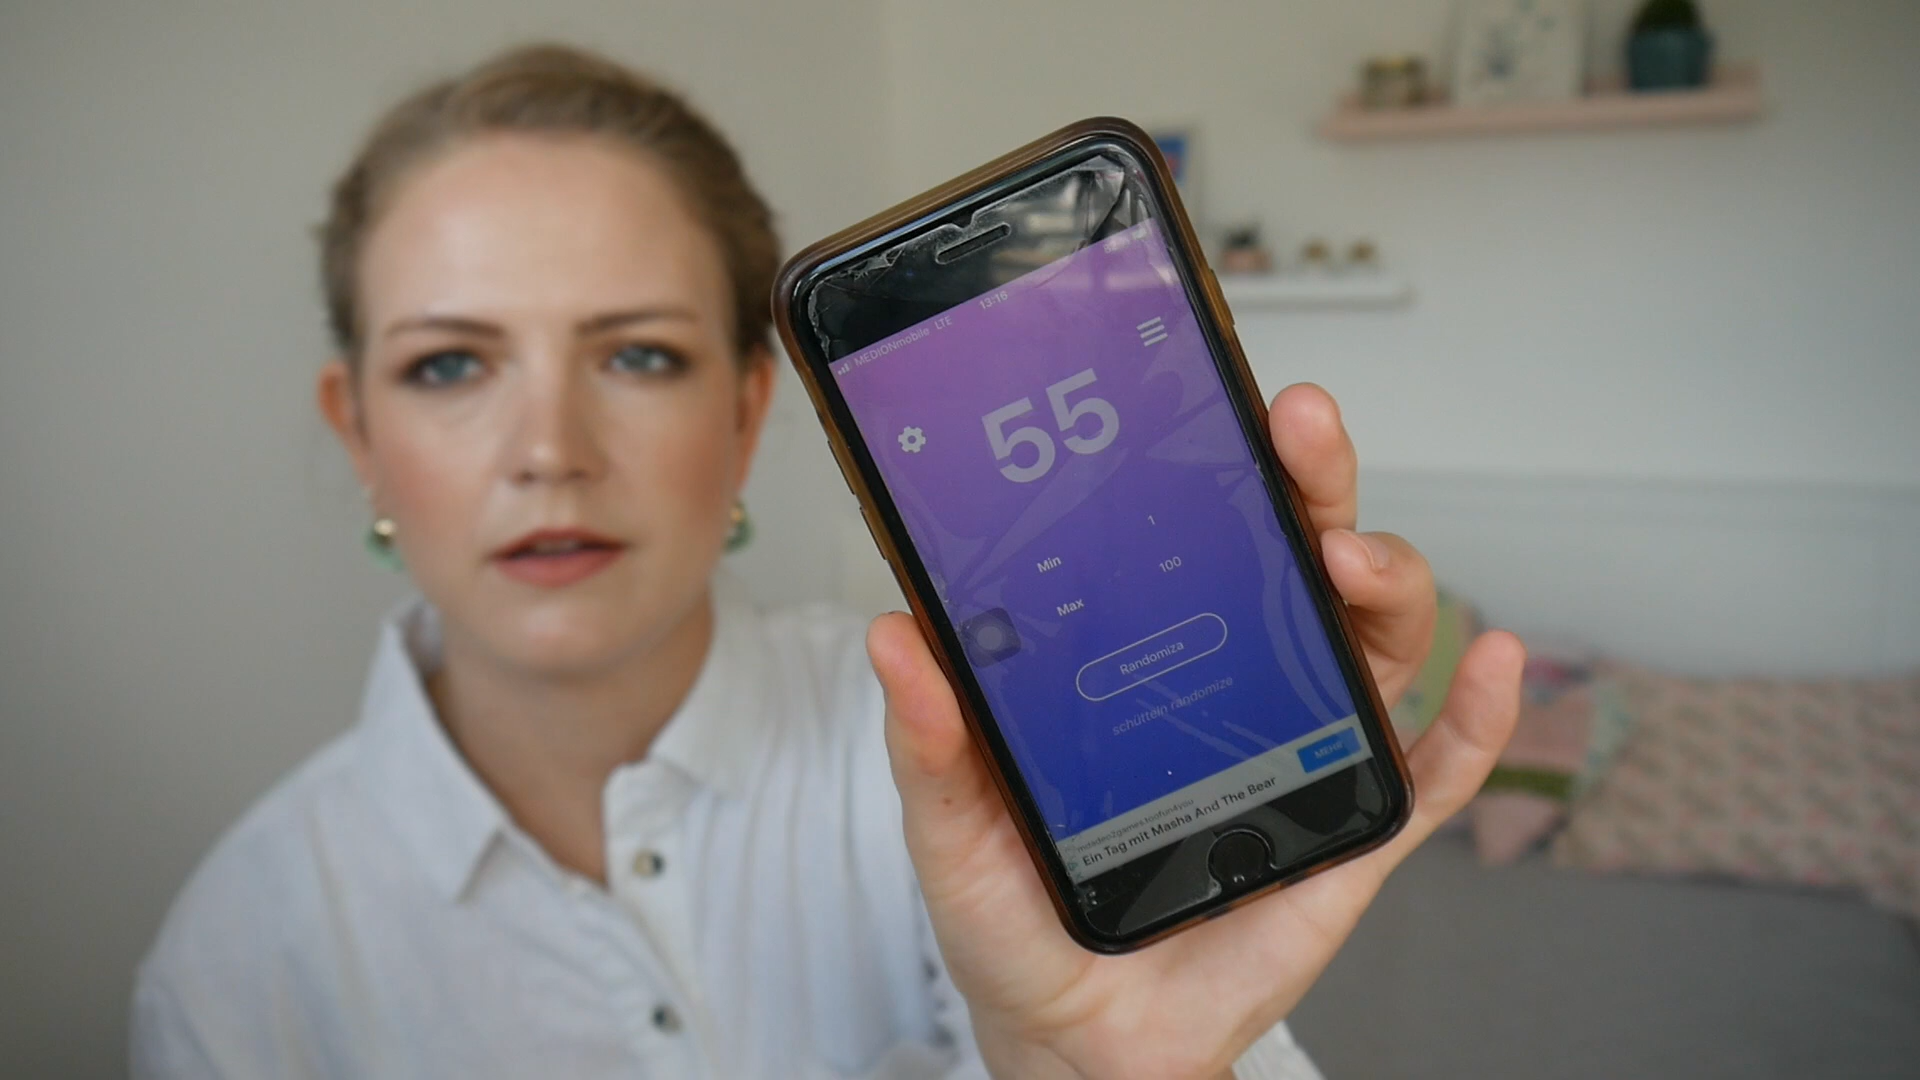 MEDIONmobile LTE 13:16
55
Min 1
Max 100
Randomiza
schütteln randomize
MEHR
Ein Tag mit Masha And The Bear